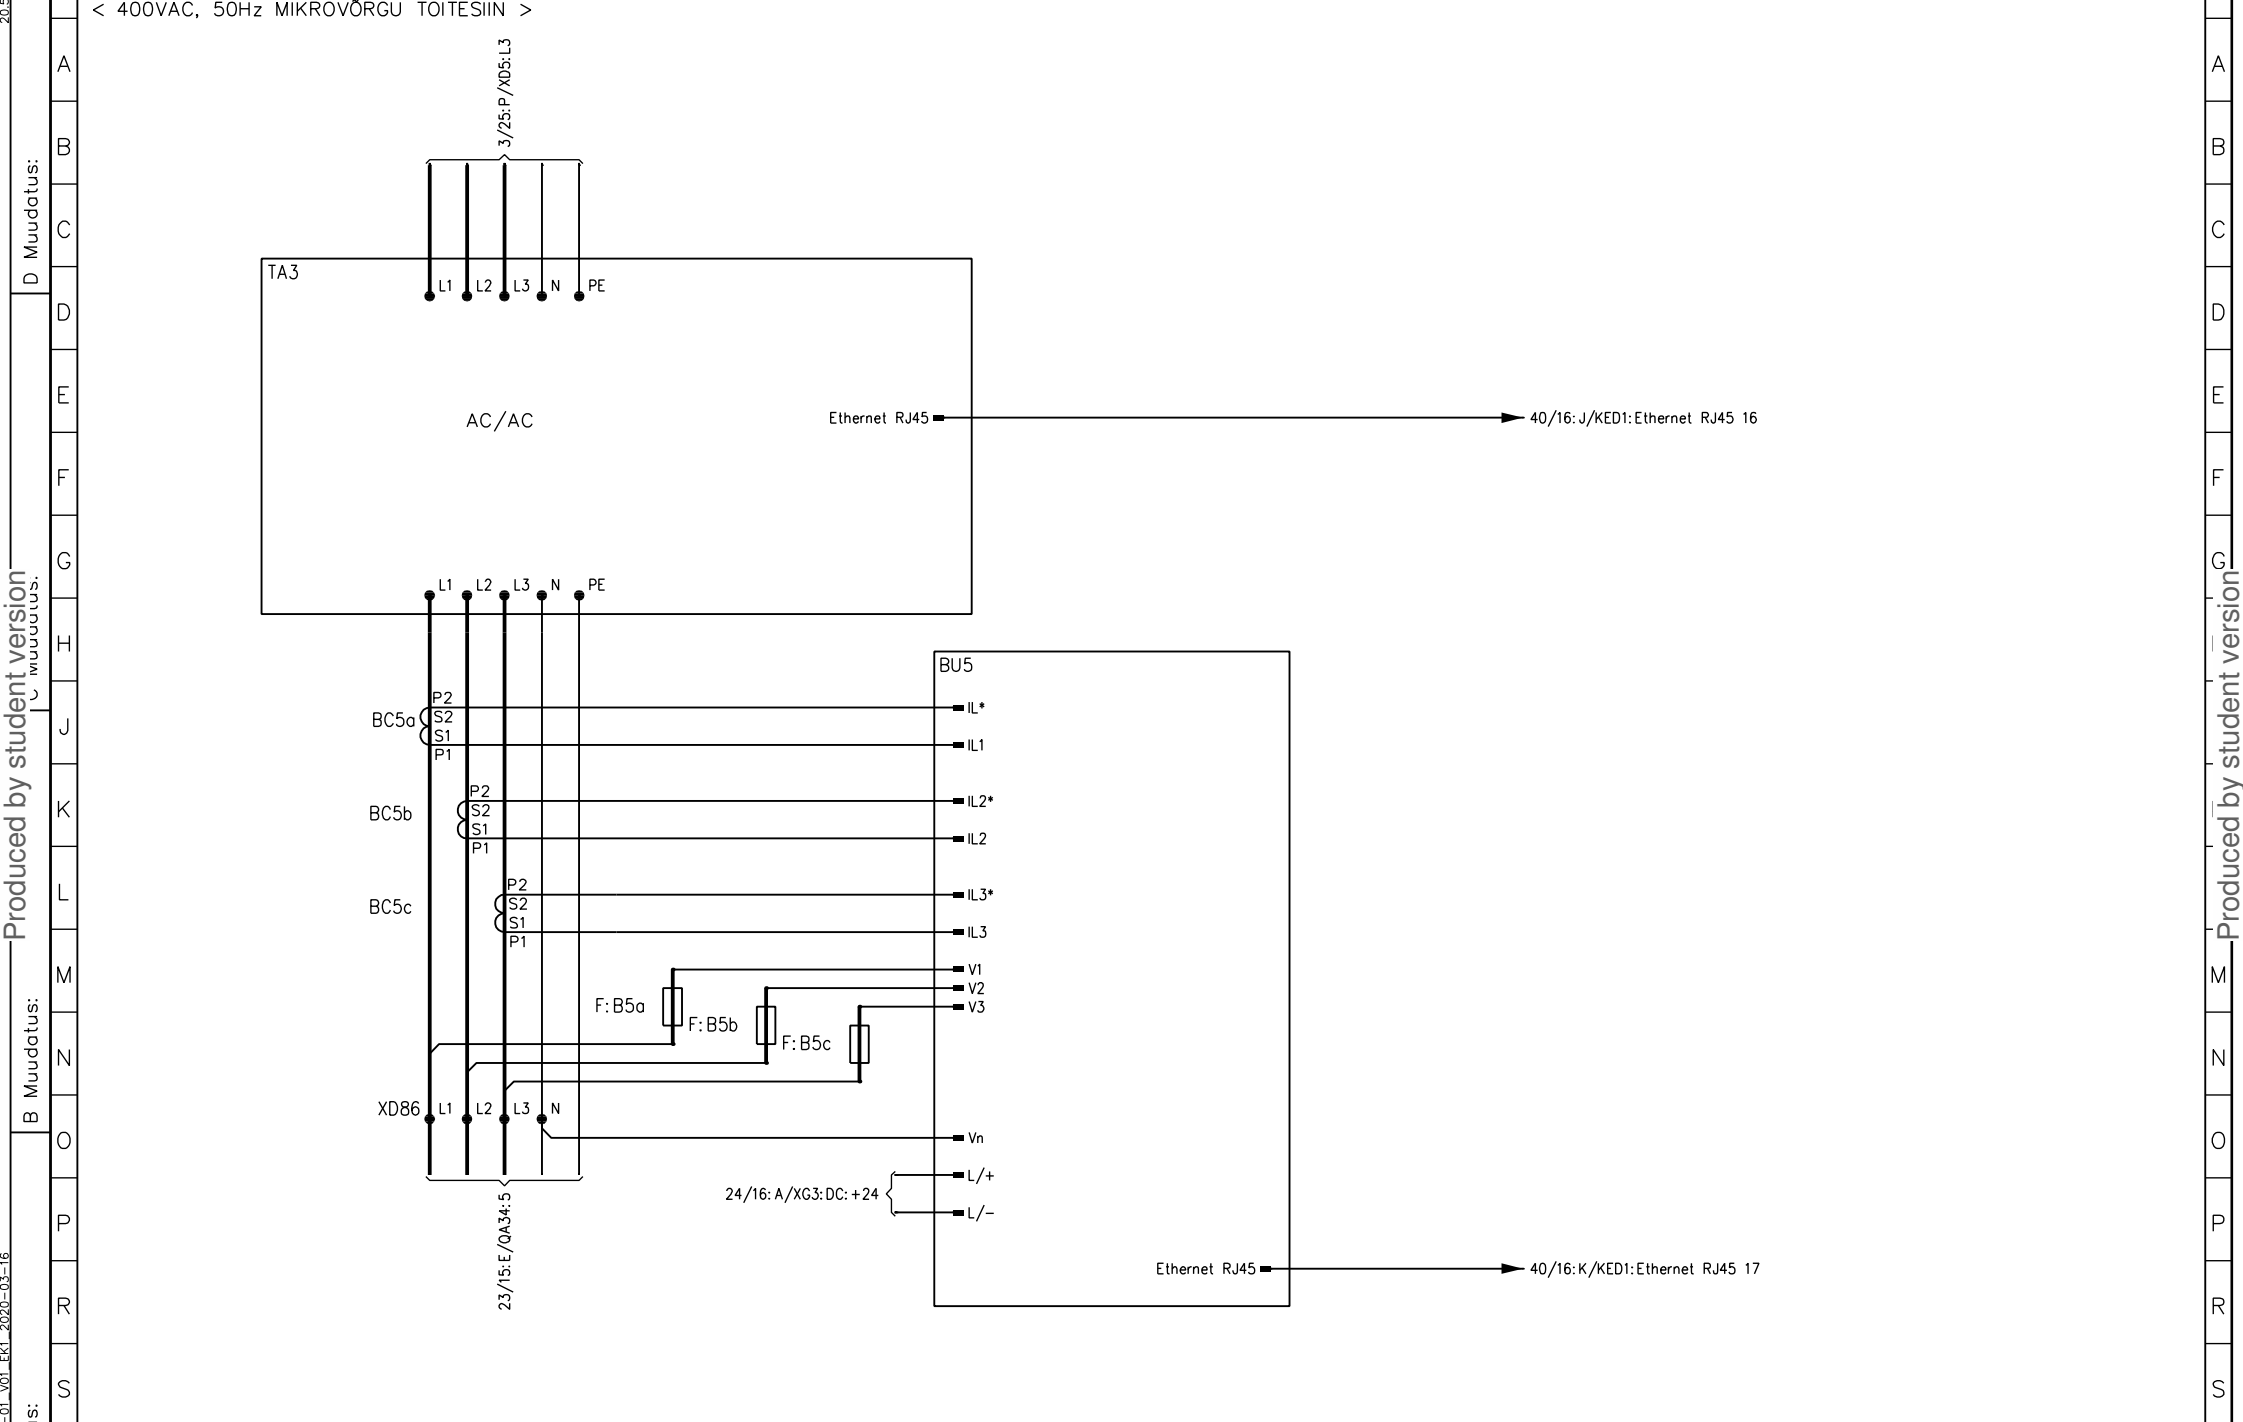 < 400VAC, 50Hz MIKROVÕRGU TOITESIIN >
3/25:P/XD5:L3
TA3
L1 L2 L3 N PE
AC/AC
Ethernet RJ45
40/16:J/KED1:Ethernet RJ45 16
L1 L2 L3 N PE
BU5
BC5a
P2
S2
S1
P1
IL*
IL1
BC5b
P2
S2
S1
P1
IL2*
IL2
BC5c
P2
S2
S1
P1
IL3*
IL3
V1
V2
V3
F:B5a
F:B5b
F:B5c
XD86
L1 L2 L3 N
Vn
L/+
24/16:A/XG3:DC:+24
L/-
23/15:E/QA34:5
Ethernet RJ45
40/16:K/KED1:Ethernet RJ45 17
A
B
C
D
E
F
G
H
J
K
L
M
N
O
P
R
S
D Muudatus:
C Muudatus:
B Muudatus:
Produced by student version
A
B
C
D
E
F
G
M
N
O
P
R
S
Produced by student version